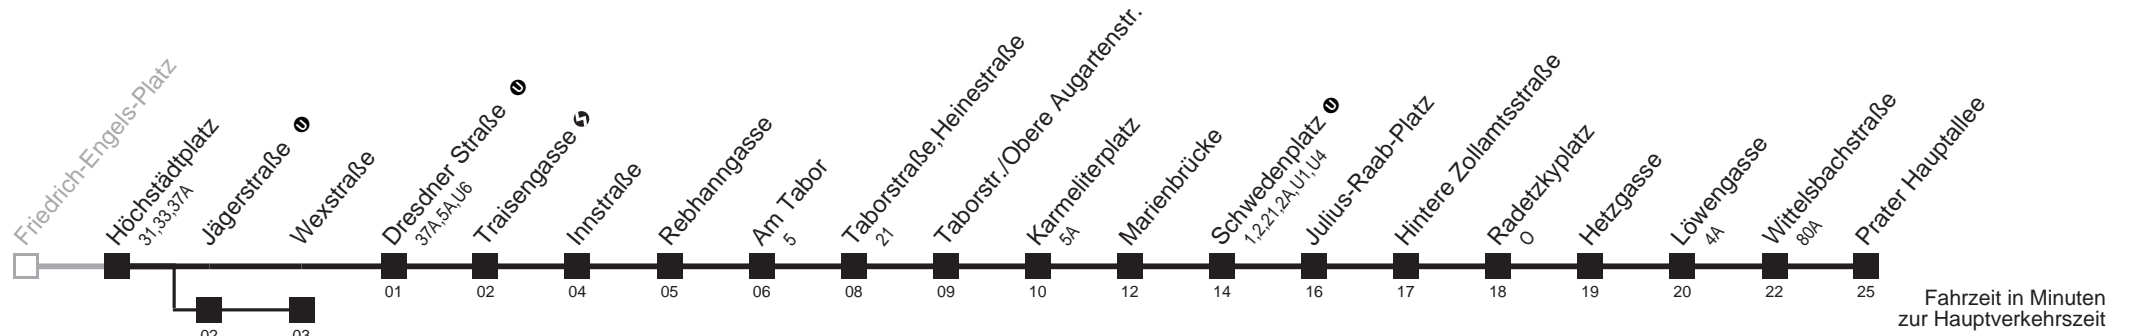 Friedrich-Engels-Platz
Höchstädtplatz
31,33,37A
Jägerstraße U
Wexstraße
Dresdner Straße U
37A,5A,U6
Traisengasse
Innstraße
Rebhanngasse
Am Tabor
5
Taborstraße,Heinestraße
21
Taborstr./Obere Augartenstr.
Karmeliterplatz
5A
Marienbrücke
Schwedenplatz U
1,2,21,2A,U1,U4
Julius-Raab-Platz
Hintere Zollamtsstraße
Radetzkyplatz
O
Hetzgasse
Löwengasse
4A
Wittelsbachstraße
80A
Prater Hauptallee
01 02 04 05 06 08 09 10 12 14 16 17 18 19 20 22 25
02 03
Fahrzeit in Minuten
zur Hauptverkehrszeit